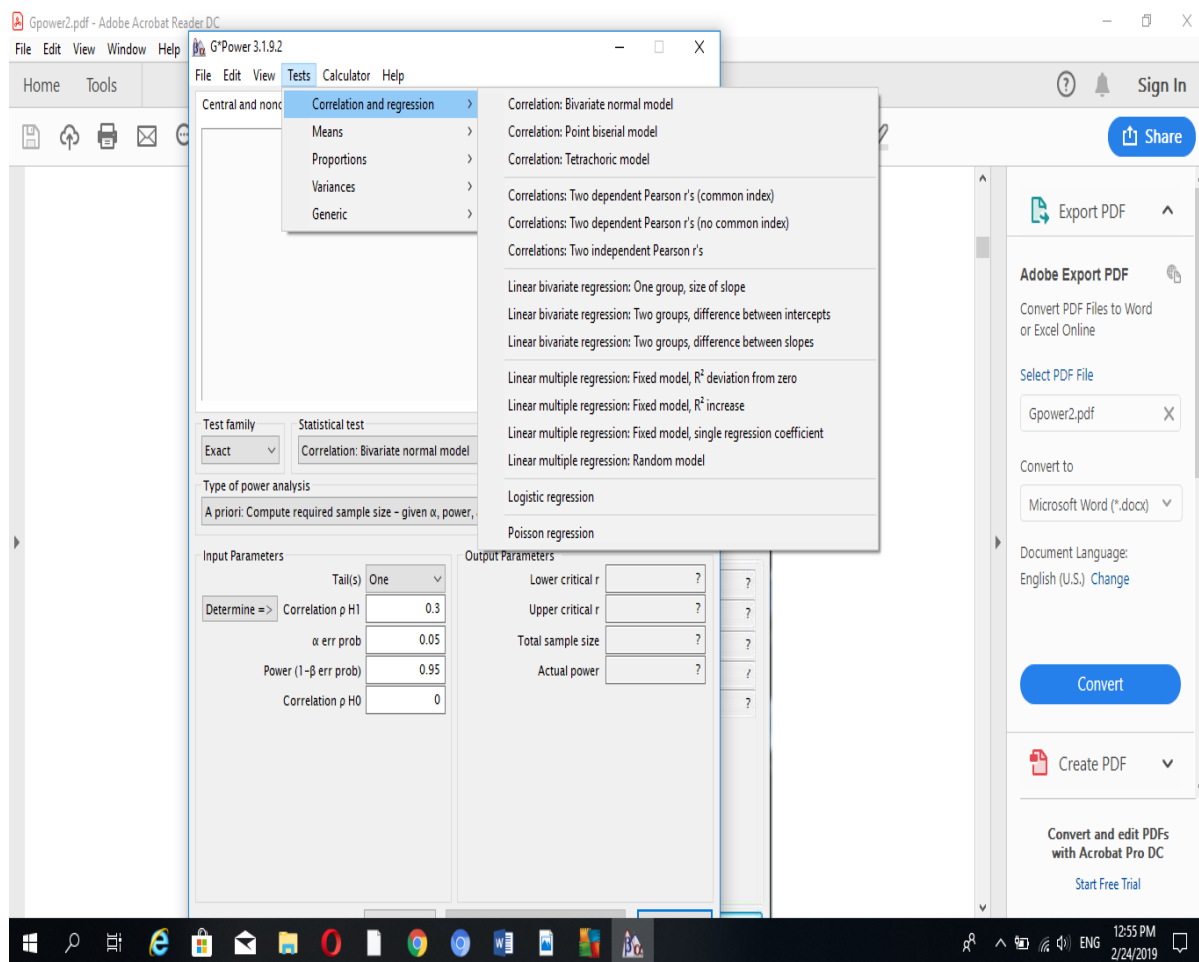 Gpower2.pdf - Adobe Acrobat Reader DC
File Edit View Window Help
Home Tools
Sign In
Share
G*Power 3.1.9.2
File Edit View Tests Calculator Help
Central and nonc
Correlation and regression
Means
Proportions
Variances
Generic
Correlation: Bivariate normal model
Correlation: Point biserial model
Correlation: Tetrachoric model
Correlations: Two dependent Pearson r's (common index)
Correlations: Two dependent Pearson r's (no common index)
Correlations: Two independent Pearson r's
Linear bivariate regression: One group, size of slope
Linear bivariate regression: Two groups, difference between intercepts
Linear bivariate regression: Two groups, difference between slopes
Linear multiple regression: Fixed model, R² deviation from zero
Linear multiple regression: Fixed model, R² increase
Linear multiple regression: Fixed model, single regression coefficient
Linear multiple regression: Random model
Logistic regression
Poisson regression
Test family Statistical test
Exact Correlation: Bivariate normal model
Type of power analysis
A priori: Compute required sample size - given α, power,
Input Parameters
Tail(s) One
Determine => Correlation ρ H1 0.3
α err prob 0.05
Power (1-β err prob) 0.95
Correlation ρ H0 0
Output Parameters
Lower critical r ?
Upper critical r ?
Total sample size ?
Actual power ?
?
?
?
?
?
Export PDF
Adobe Export PDF
Convert PDF Files to Word
or Excel Online
Select PDF File
Gpower2.pdf
Convert to
Microsoft Word (*.docx)
Document Language:
English (U.S.) Change
Convert
Create PDF
Convert and edit PDFs
with Acrobat Pro DC
Start Free Trial
ENG
12:55 PM
2/24/2019